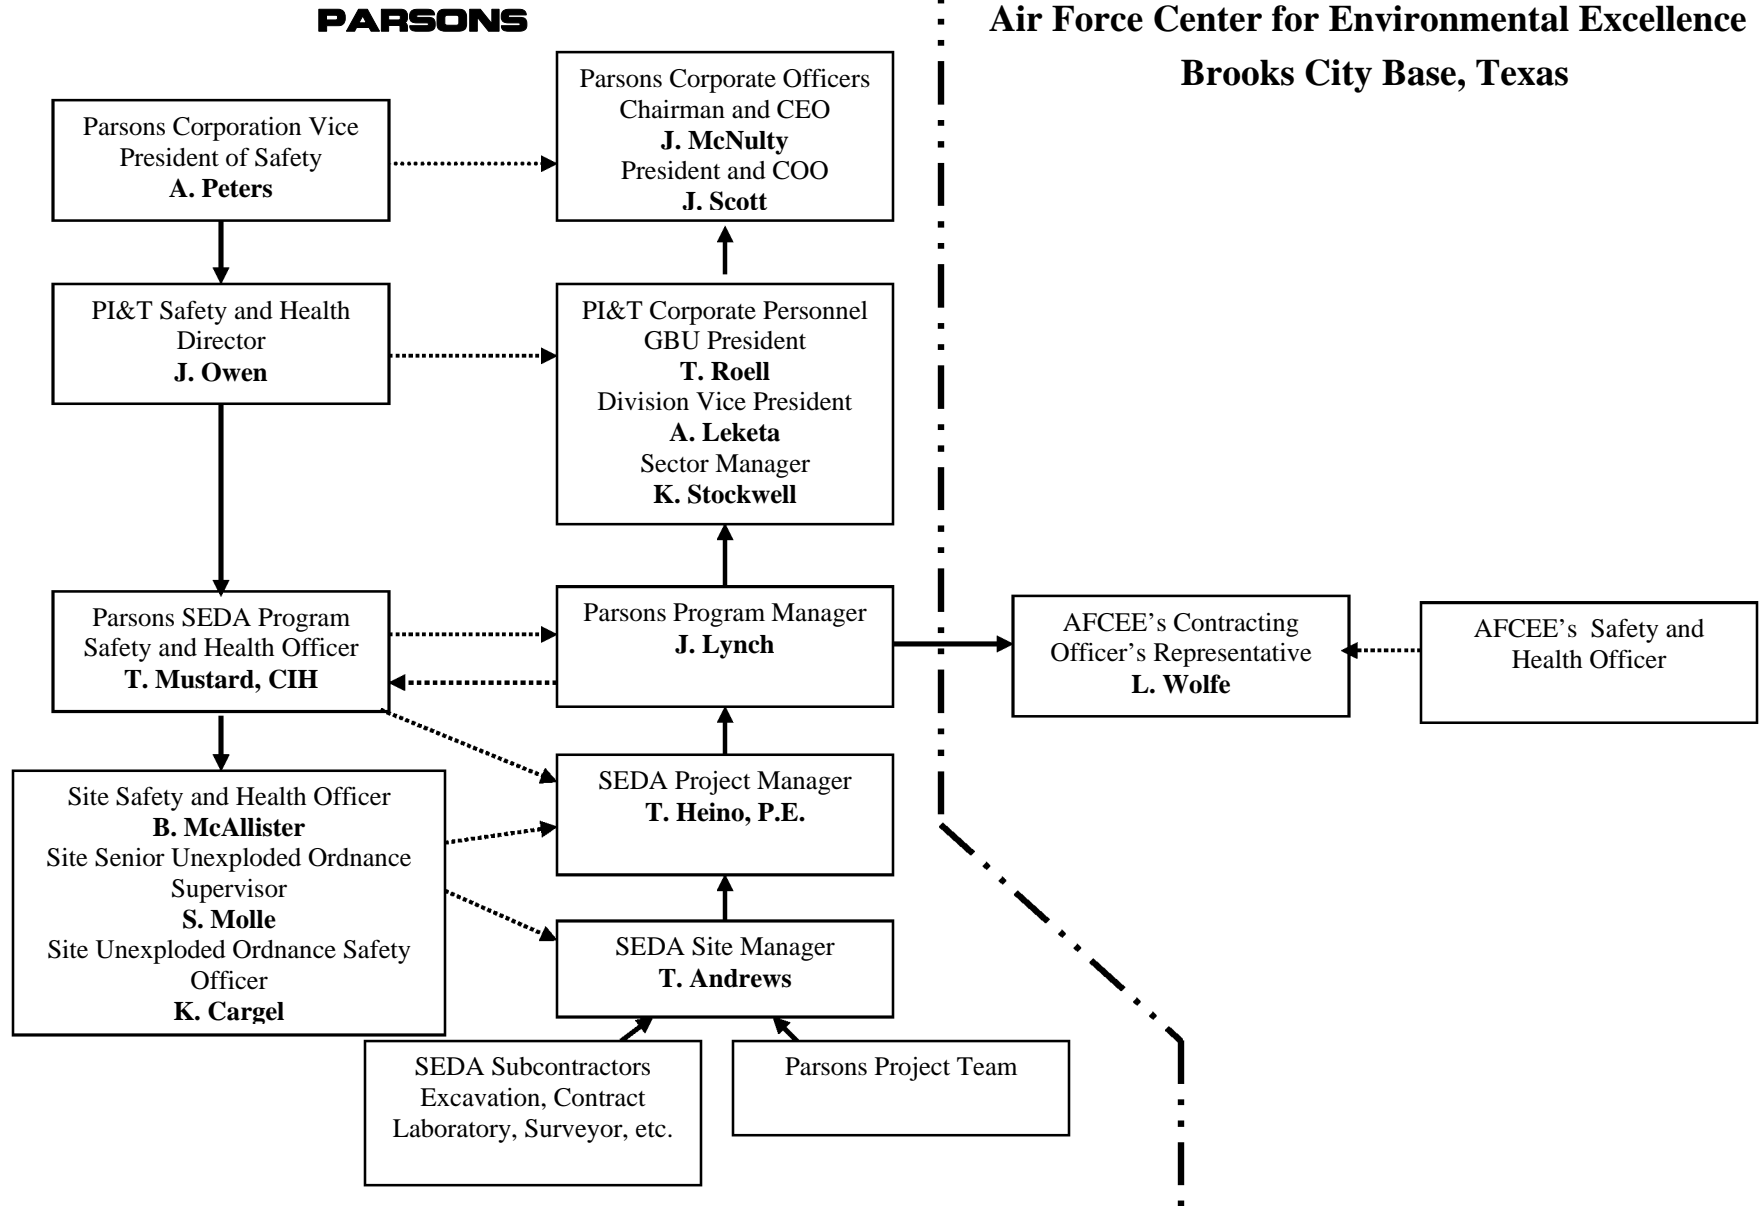 PARSONS
Air Force Center for Environmental Excellence
Brooks City Base, Texas
Parsons Corporation Vice
President of Safety
A. Peters
Parsons Corporate Officers
Chairman and CEO
J. McNulty
President and COO
J. Scott
PI&T Safety and Health
Director
J. Owen
PI&T Corporate Personnel
GBU President
T. Roell
Division Vice President
A. Leketa
Sector Manager
K. Stockwell
Parsons SEDA Program
Safety and Health Officer
T. Mustard, CIH
Parsons Program Manager
J. Lynch
AFCEE's Contracting
Officer's Representative
L. Wolfe
AFCEE's Safety and
Health Officer
Site Safety and Health Officer
B. McAllister
Site Senior Unexploded Ordnance
Supervisor
S. Molle
Site Unexploded Ordnance Safety
Officer
K. Cargel
SEDA Project Manager
T. Heino, P.E.
SEDA Site Manager
T. Andrews
SEDA Subcontractors
Excavation, Contract
Laboratory, Surveyor, etc.
Parsons Project Team